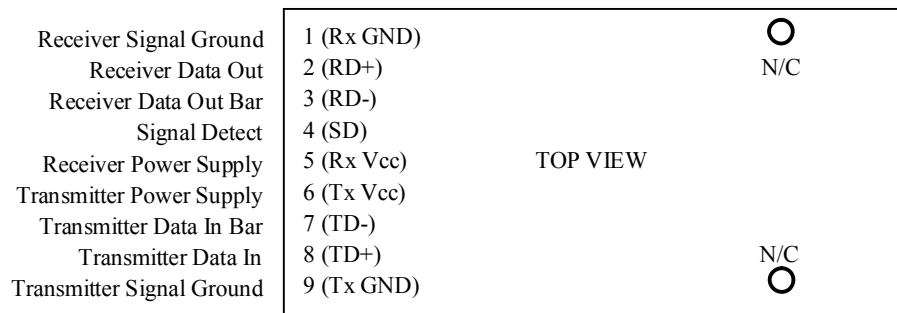 Receiver Signal Ground 1 (Rx GND)
Receiver Data Out 2 (RD+) N/C
Receiver Data Out Bar 3 (RD-)
Signal Detect 4 (SD)
Receiver Power Supply 5 (Rx Vcc) TOP VIEW
Transmitter Power Supply 6 (Tx Vcc)
Transmitter Data In Bar 7 (TD-)
Transmitter Data In 8 (TD+) N/C
Transmitter Signal Ground 9 (Tx GND)